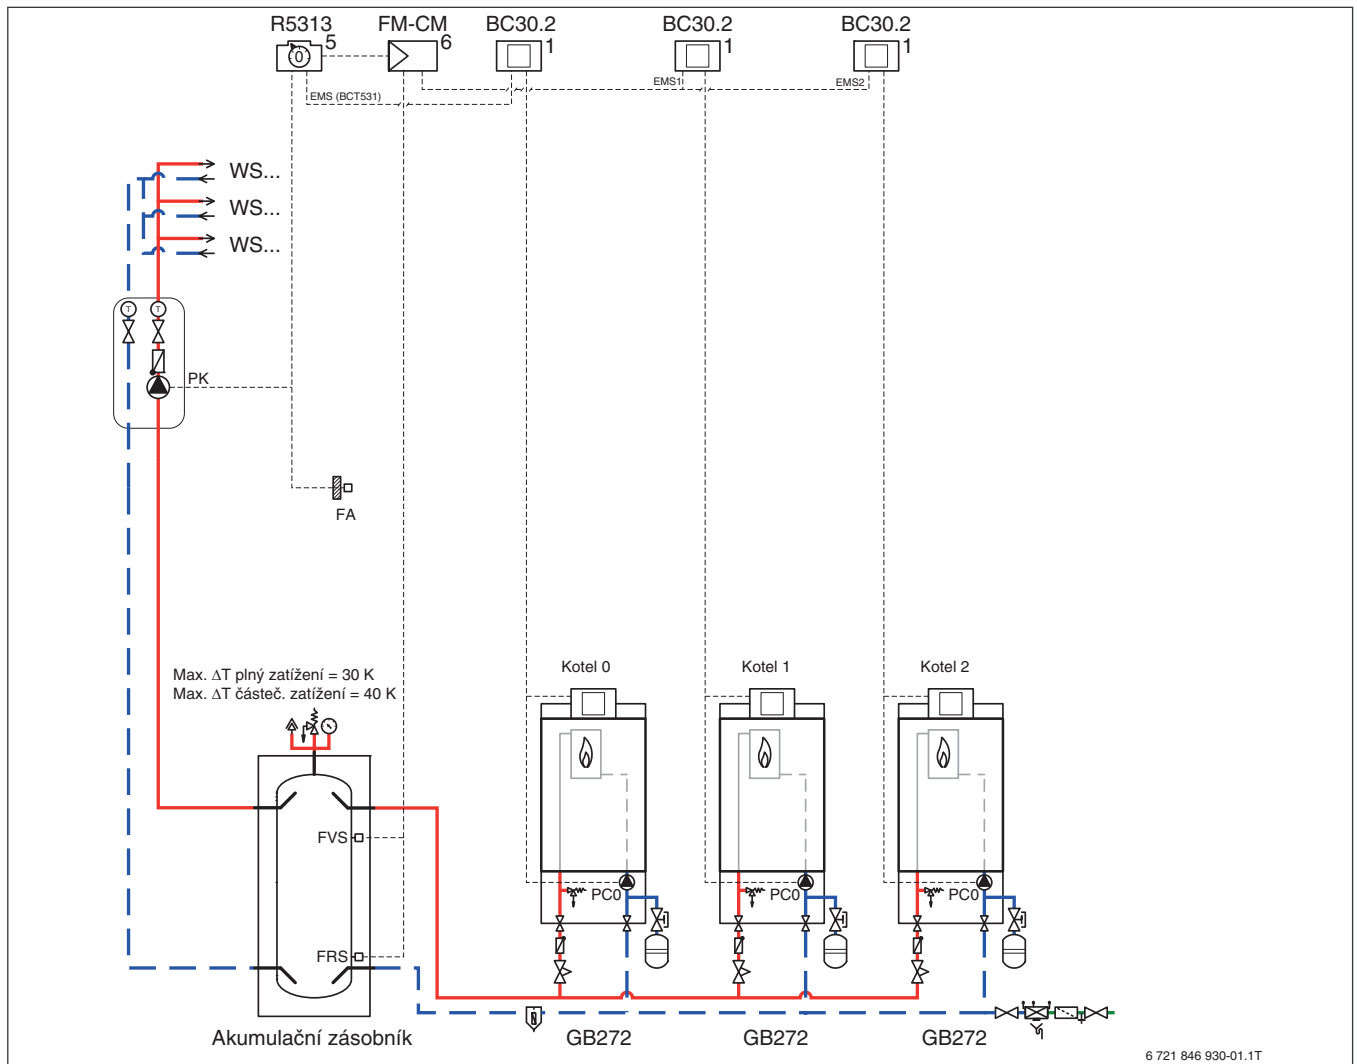 R5313 FM-CM BC30.2 BC30.2 BC30.2
5 6 1 1 1
0
EMS (BCT531) EMS1 EMS2
WS...
WS...
WS...
T T
PK
FA
Max. ΔT plný zatížení = 30 K
Max. ΔT částeč. zatížení = 40 K
Kotel 0 Kotel 1 Kotel 2
FVS
PC0 PC0 PC0
FRS
Akumulační zásobník GB272 GB272 GB272
6 721 846 930-01.1T